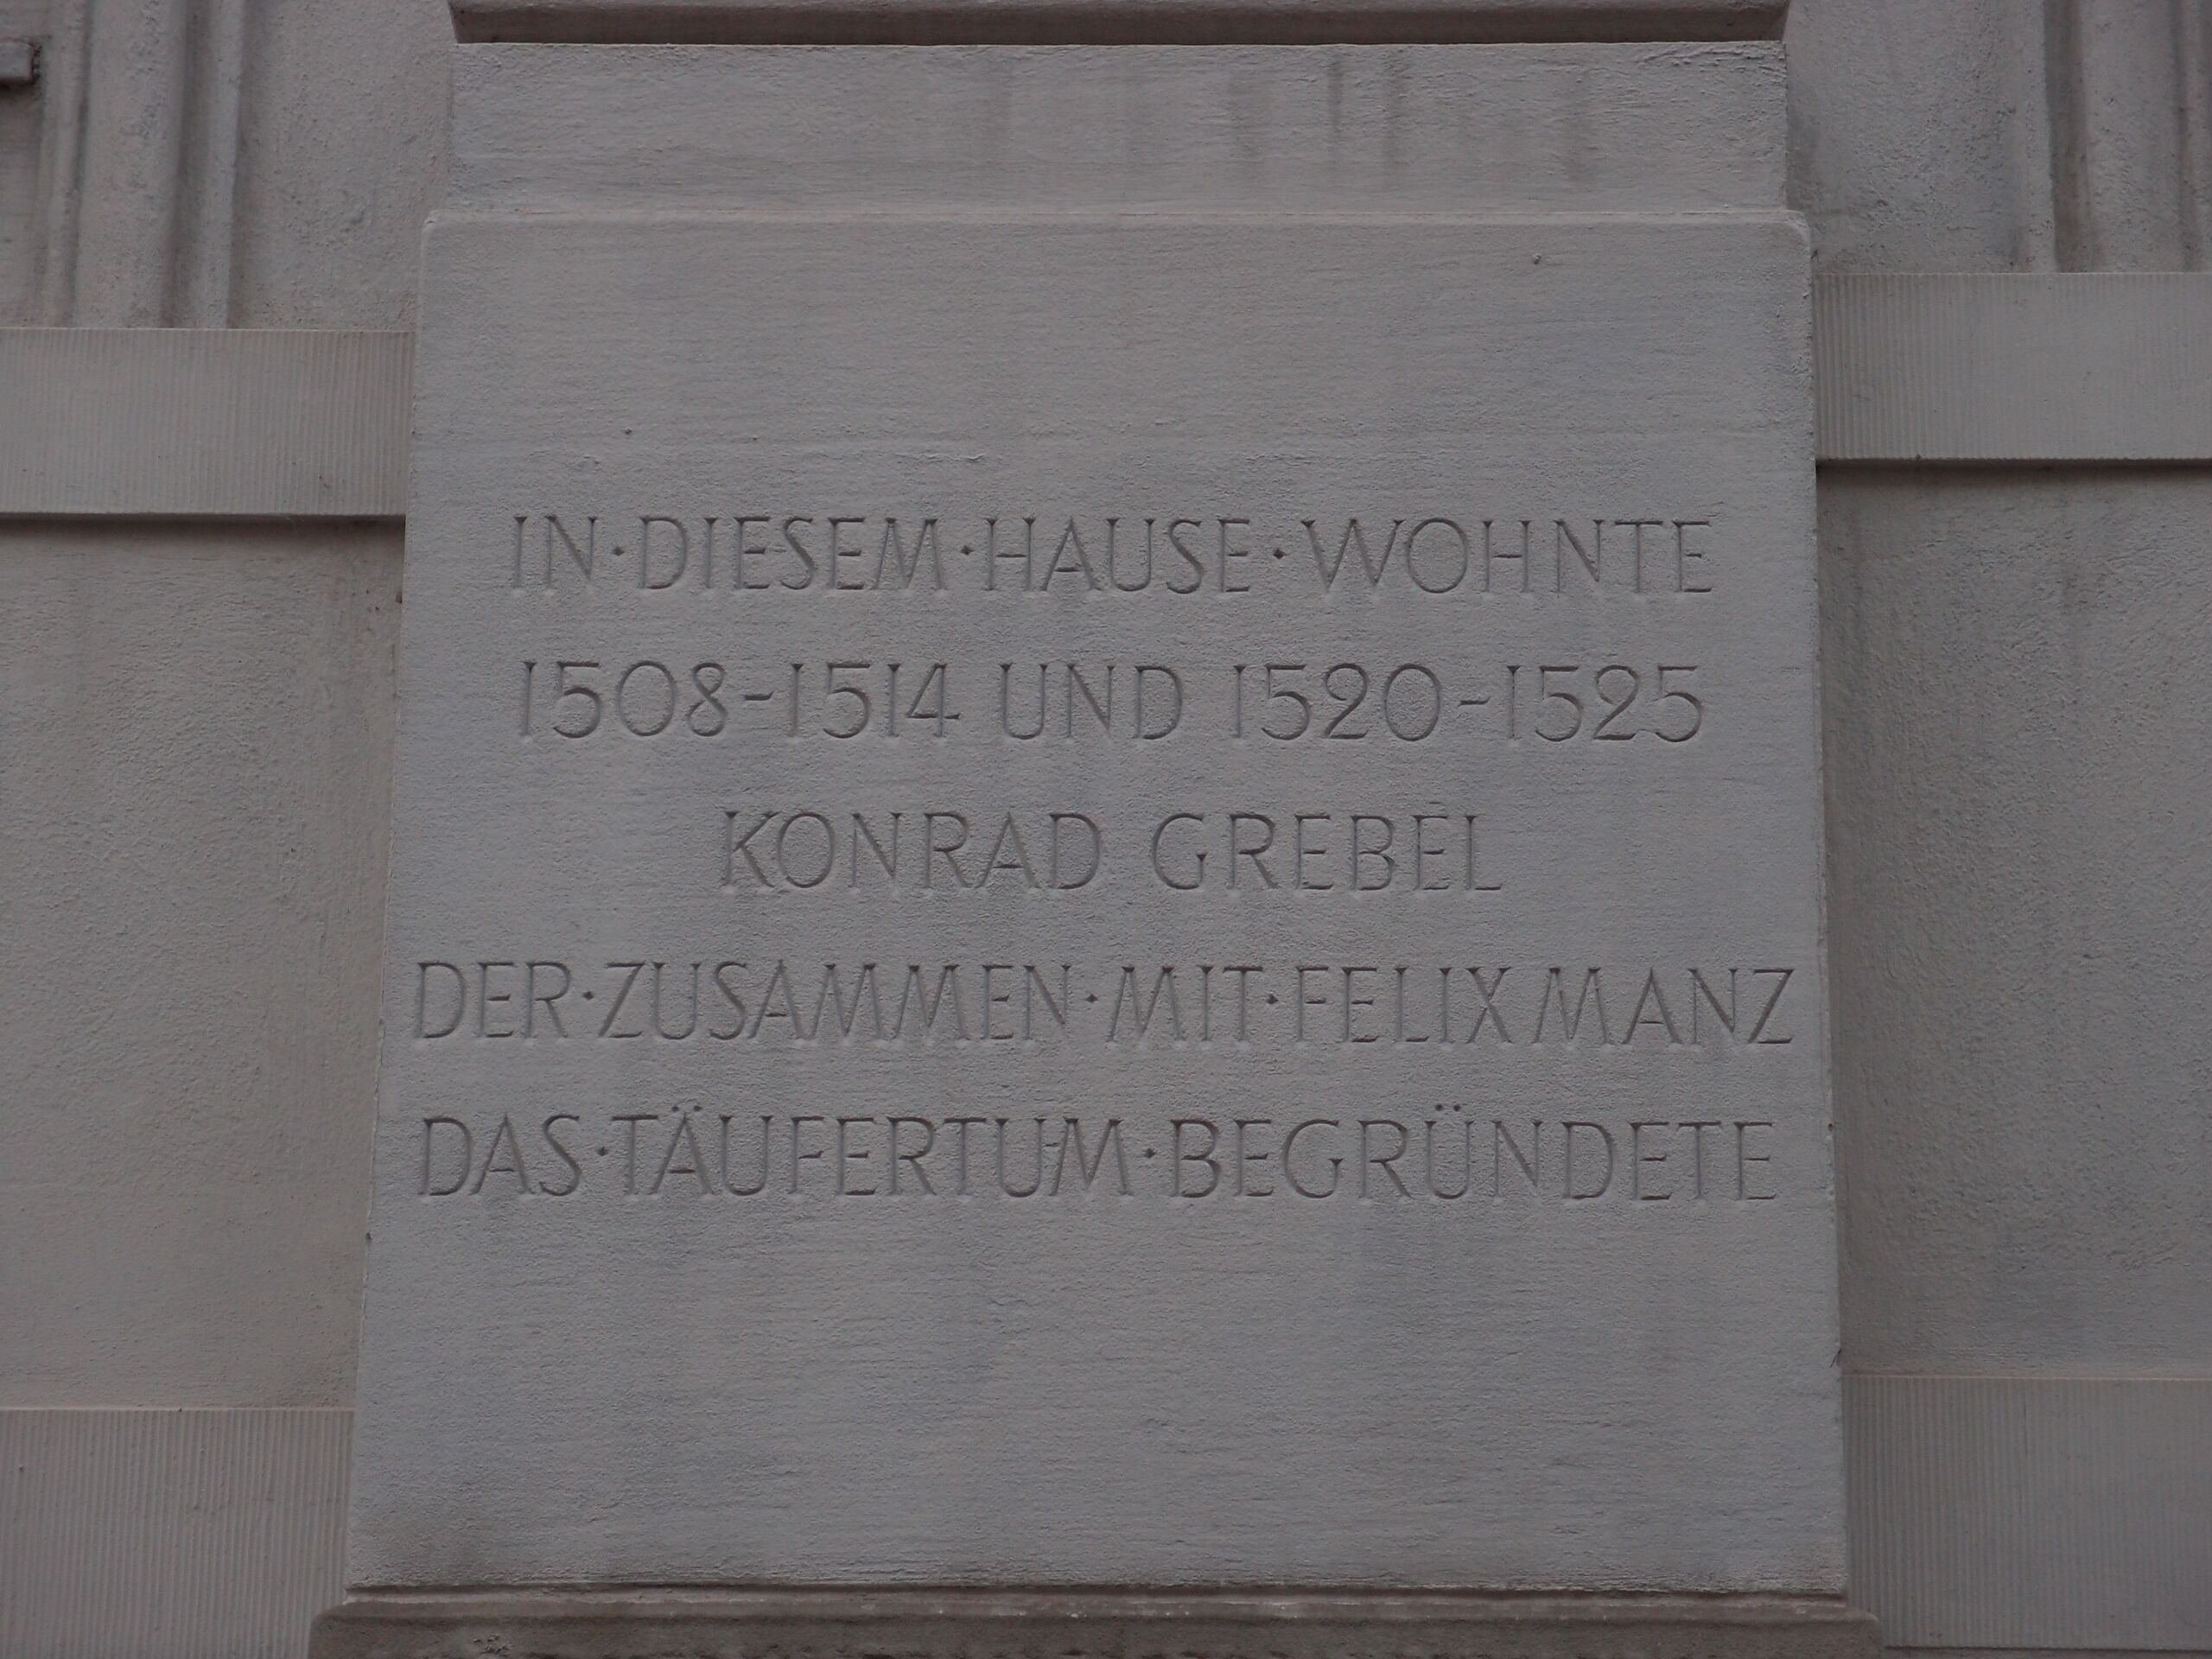 IN·DIESEM·HAUSE·WOHNTE
1508-1514 UND 1520-1525
KONRAD GREBEL
DER·ZUSAMMEN·MIT·FELIX MANZ
DAS·TÄUFERTUM·BEGRÜNDETE